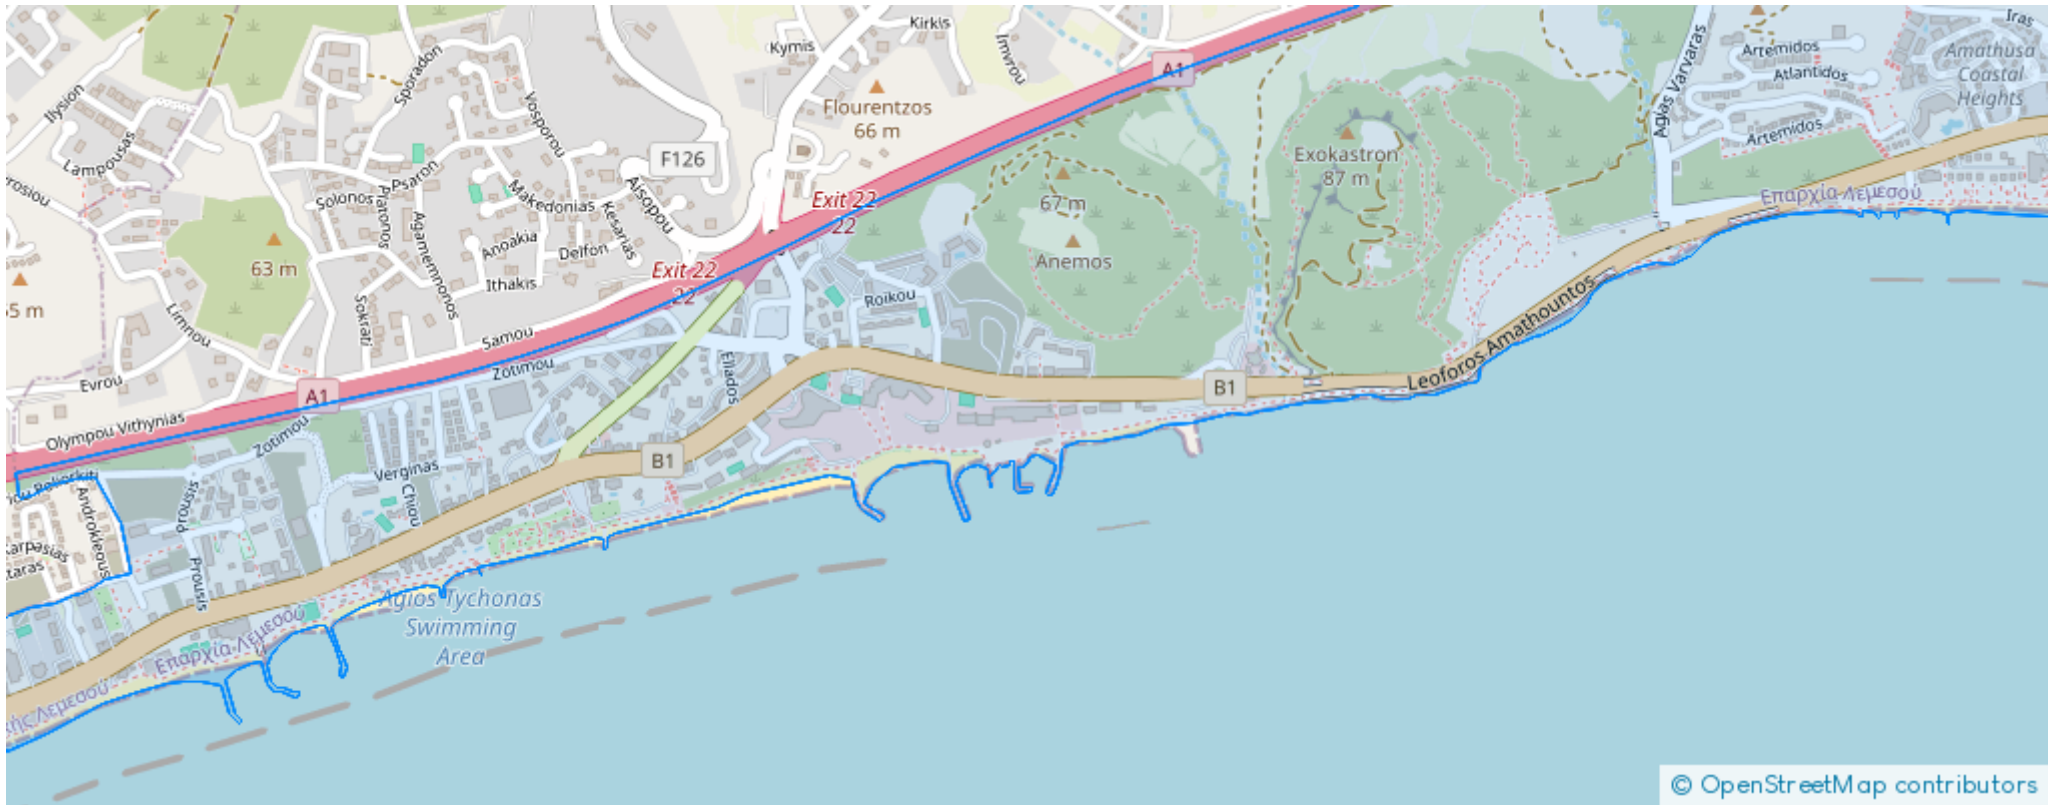 Kirkis
Kymis
Imvrou
A1
Iras
Artemidos
Amathusa
Coastal
Heights
Atlantidos
Agias Varvaras
Artemidos
Sporadon
Ilysion
Vosporou
Flourentzos
66 m
F126
Lampousas
Exokastron
87 m
Psaron
Solonos
Platonos
Makedonias
Aisopou
Kesarias
Exit 22
22
67 m
Επαρχία Λεμεσού
Agamemnonos
Anoakia
Delfon
Ithakis
63 m
Exit 22
22
Anemos
Roikou
Sokrati
Limnou
Samou
Zotimou
Eliados
Leoforos Amathountos
Evrou
A1
B1
Olympou Vithynias
Zotimou
Verginas
Chiou
B1
Androkleous
Prousis
Karpasias
Prousis
Agios Tychonas
Swimming
Area
Επαρχία Λεμεσού
Λεμεσού
© OpenStreetMap contributors